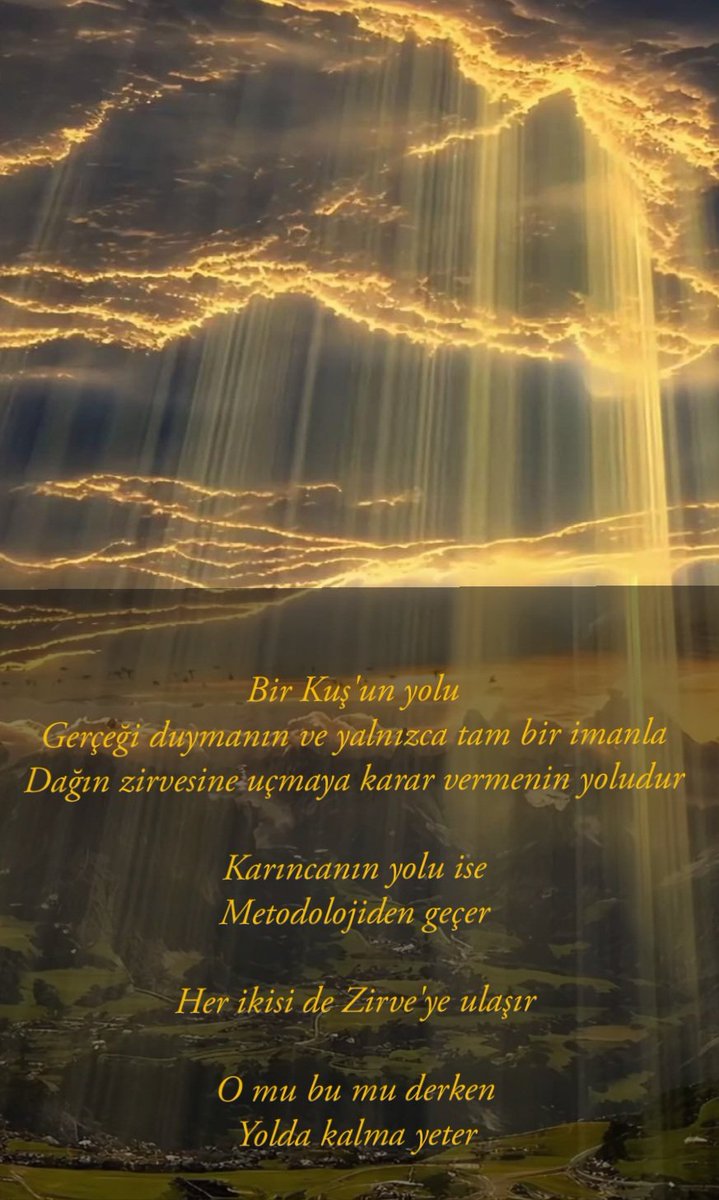 Bir Kuş'un yolu
Gerçeği duymanın ve yalnızca tam bir imanla
Dağın zirvesine uçmaya karar vermenin yoludur
Karıncanın yolu ise
Metodolojiden geçer
Her ikisi de Zirve'ye ulaşır
O mu bu mu derken
Yolda kalma yeter